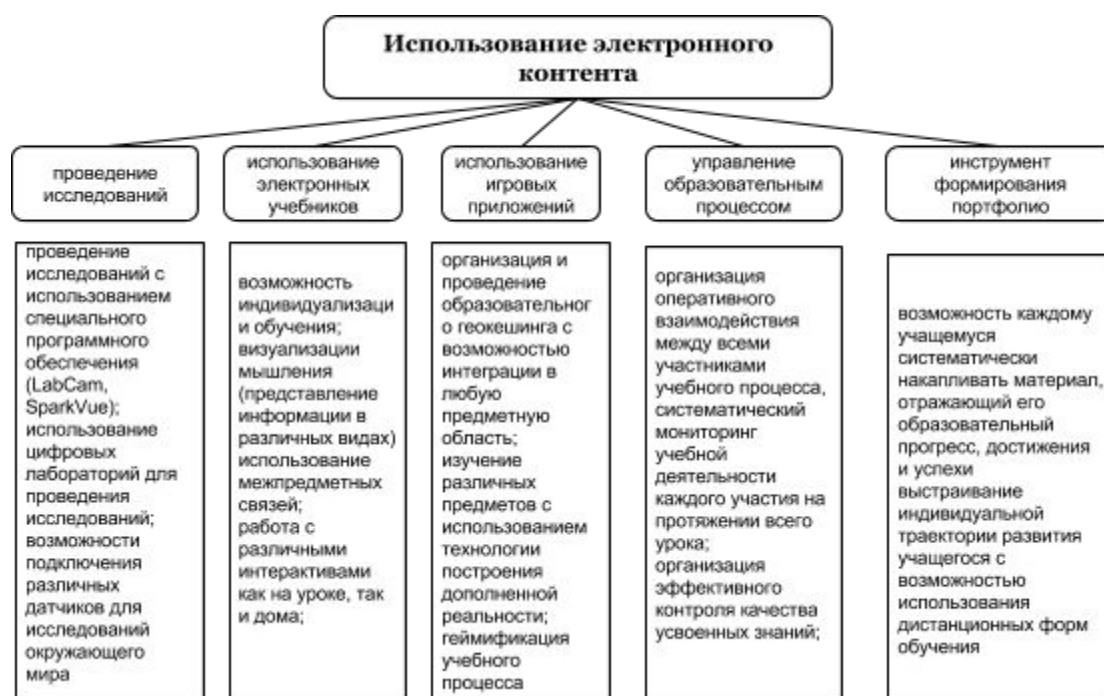 Использование электронного
контента
проведение
исследований
использование
электронных
учебников
использование
игровых
приложений
управление
образовательным
процессом
инструмент
формирования
портфолио
проведение
исследований с
использованием
специального
программного
обеспечения
(LabCam,
SparkVue);
использование
цифровых
лабораторий для
проведения
исследований;
возможности
подключения
различных
датчиков для
исследований
окружающего
мира
возможность
индивидуализаци
и обучения;
визуализации
мышления
(представление
информации в
различных видах)
использование
межпредметных
связей;
работа с
различными
интерактивами
как на уроке, так
и дома;
организация и
проведение
образовательног
о геокешинга с
возможностью
интеграции в
любую
предметную
область;
изучение
различных
предметов с
использованием
технологии
построения
дополненной
реальности;
геймификация
учебного
процесса
организация
оперативного
взаимодействия
между всеми
участниками
учебного процесса,
систематический
мониторинг
учебной
деятельности
каждого участия на
протяжении всего
урока;
организация
эффективного
контроля качества
усвоенных знаний;
возможность каждому
учащемуся
систематически
накапливать материал,
отражающий его
образовательный
прогресс, достижения
и успехи
выстраивание
индивидуальной
траектории развития
учащегося с
возможностью
использования
дистанционных форм
обучения